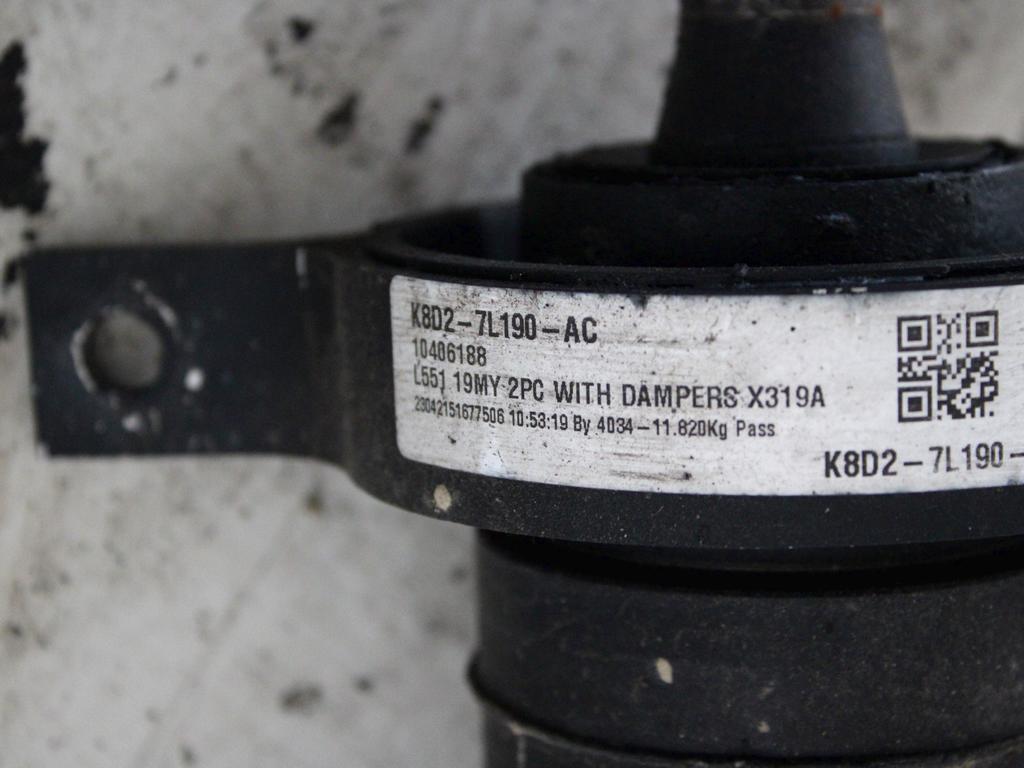 K8D2-7L190-AC
10406188
L551 19MY 2PC WITH DAMPERS X319A
23042151677506 10:53:19 By 4034-11.820Kg Pass
K8D2-7L190-